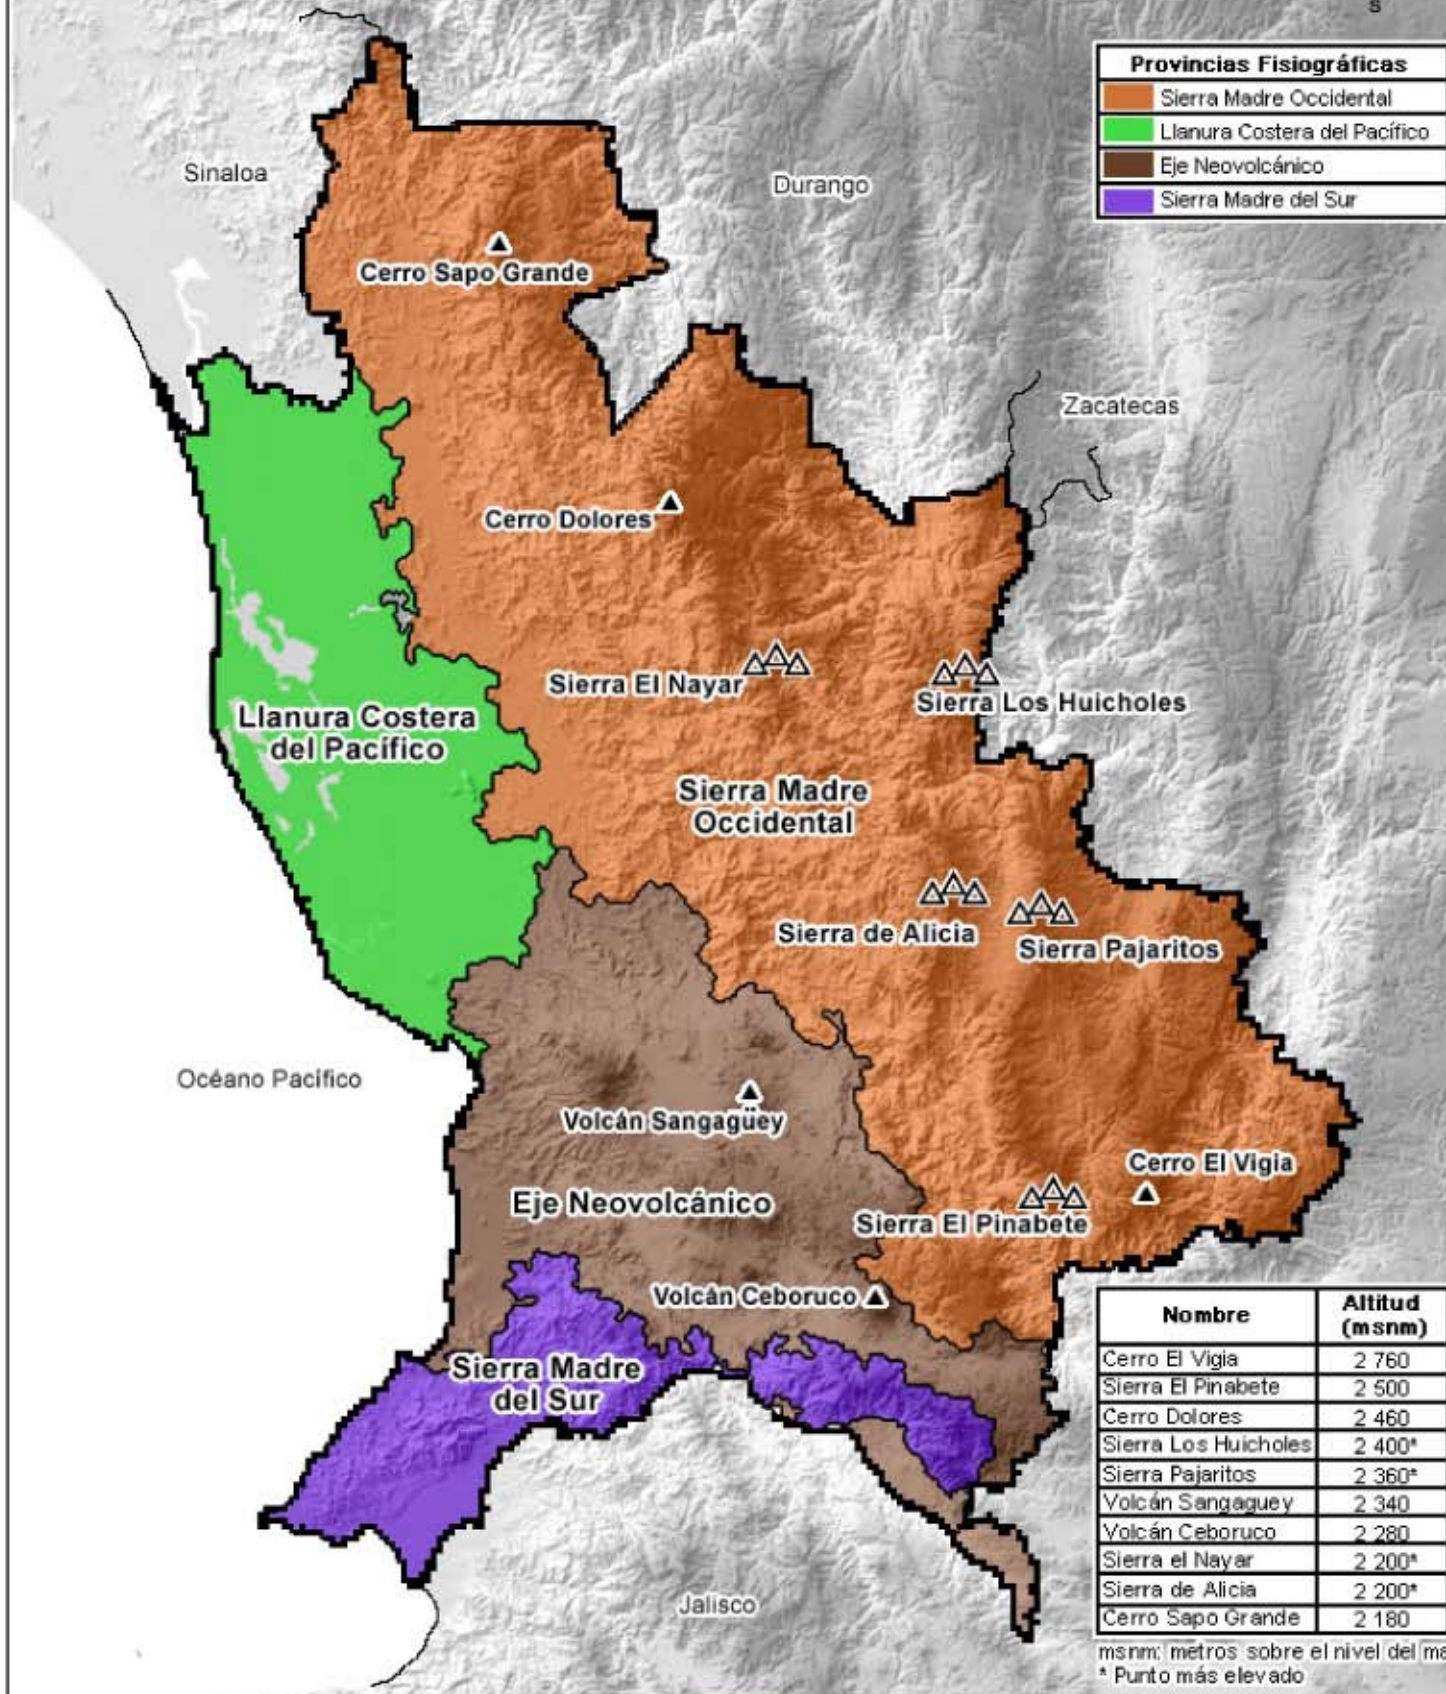 s
Provincias Fisiográficas
Sierra Madre Occidental
Llanura Costera del Pacífico
Eje Neovolcánico
Sierra Madre del Sur
Sinaloa
Durango
Cerro Sapo Grande
Zacatecas
Cerro Dolores
Sierra El Nayar
Sierra Los Huicholes
Llanura Costera
del Pacífico
Sierra Madre
Occidental
Sierra de Alicia
Sierra Pajaritos
Océano Pacífico
Volcán Sangagüey
Cerro El Vigia
Eje Neovolcánico
Sierra El Pinabete
Volcán Ceboruco
Sierra Madre
del Sur
Jalisco
Nombre Altitud
(msnm)
Cerro El Vigia 2 760
Sierra El Pinabete 2 500
Cerro Dolores 2 460
Sierra Los Huicholes 2 400*
Sierra Pajaritos 2 360*
Volcán Sangaguey 2 340
Volcán Ceboruco 2 280
Sierra el Nayar 2 200*
Sierra de Alicia 2 200*
Cerro Sapo Grande 2 180
msnm: metros sobre el nivel del ma
* Punto más elevado